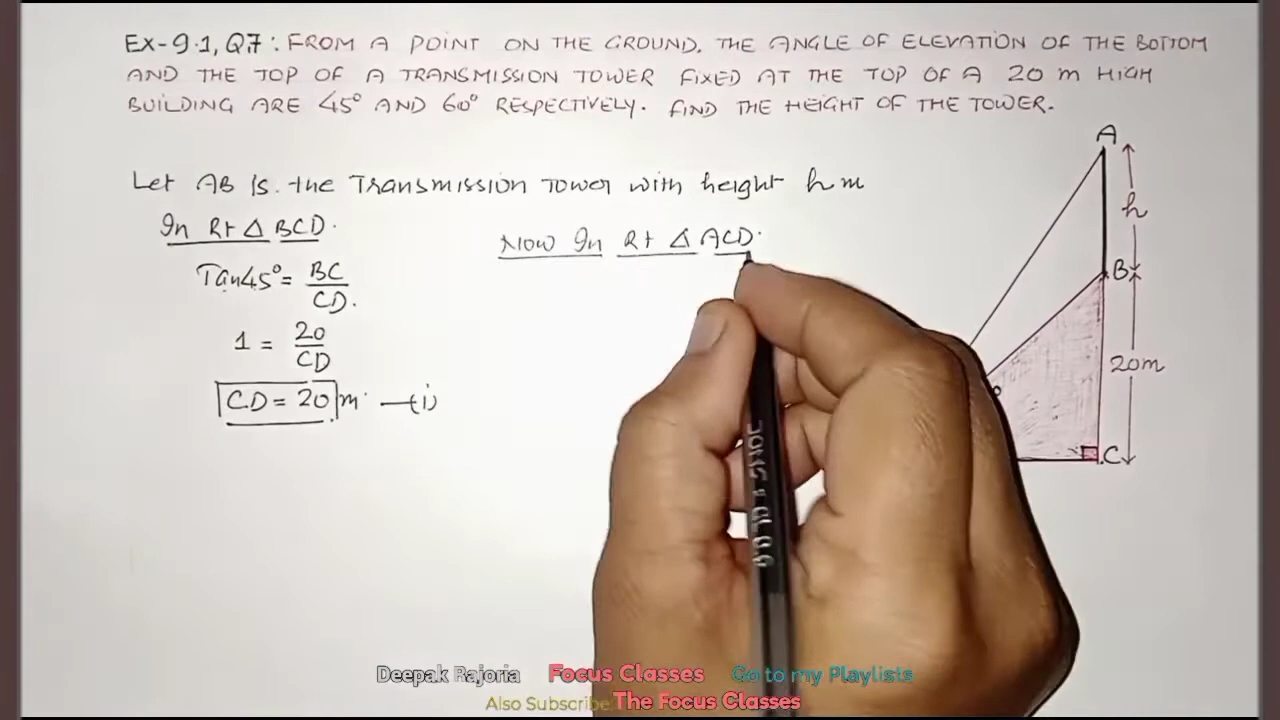 Ex-9.1, Q7: FROM A POINT ON THE GROUND, THE ANGLE OF ELEVATION OF THE BOTTOM
AND THE TOP OF A TRANSMISSION TOWER FIXED AT THE TOP OF A 20 m HIGH
BUILDING ARE 45° AND 60° RESPECTIVELY. FIND THE HEIGHT OF THE TOWER.
Let AB is the Transmission Tower with height h m
In Rt Δ BCD.
Tan45° = BC/CD.
1 = 20/CD
CD = 20 m. —(i)
Now In Rt Δ ACD.
A
h
B
20m
C
Deepak Rajoria Focus Classes Go to my Playlists
Also Subscribe: The Focus Classes